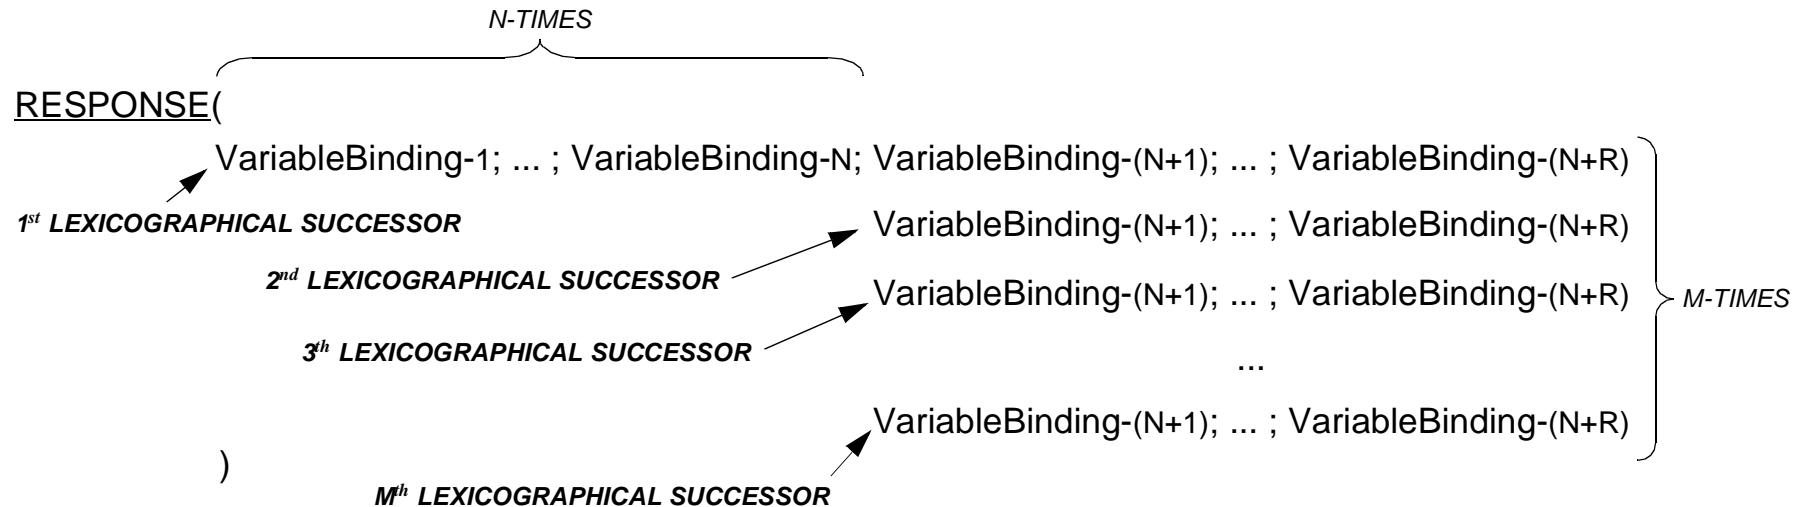 N-TIMES
RESPONSE(
VariableBinding-1; ... ; VariableBinding-N; VariableBinding-(N+1); ... ; VariableBinding-(N+R)
1st LEXICOGRAPHICAL SUCCESSOR
VariableBinding-(N+1); ... ; VariableBinding-(N+R)
2nd LEXICOGRAPHICAL SUCCESSOR
VariableBinding-(N+1); ... ; VariableBinding-(N+R)
M-TIMES
3th LEXICOGRAPHICAL SUCCESSOR
...
VariableBinding-(N+1); ... ; VariableBinding-(N+R)
)
Mth LEXICOGRAPHICAL SUCCESSOR